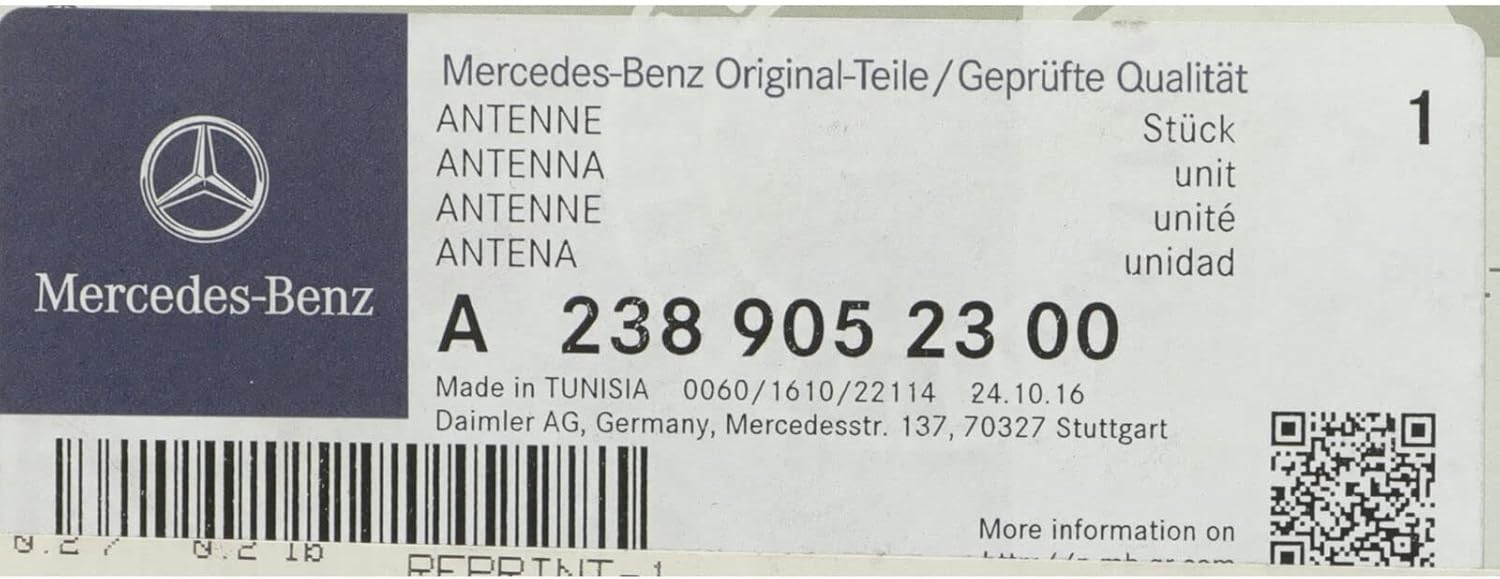 Mercedes-Benz
Mercedes-Benz Original-Teile/Geprüfte Qualität
ANTENNE
ANTENNA
ANTENNE
ANTENA
Stück 1
unit
unité
unidad
A 238 905 23 00
Made in TUNISIA 0060/1610/22114 24.10.16
Daimler AG, Germany, Mercedesstr. 137, 70327 Stuttgart
More information on
REPRINT-1